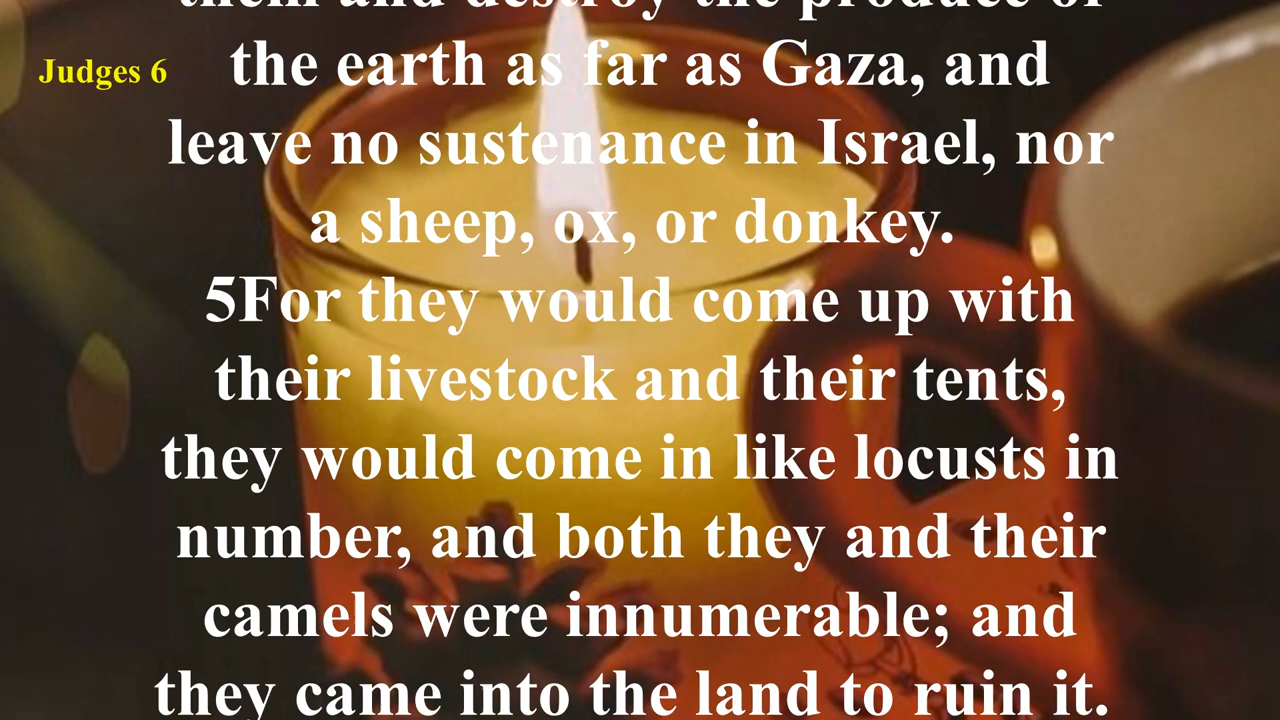 them and destroy the produce of
Judges 6
the earth as far as Gaza, and
leave no sustenance in Israel, nor
a sheep, ox, or donkey.
5For they would come up with
their livestock and their tents,
they would come in like locusts in
number, and both they and their
camels were innumerable; and
they came into the land to ruin it.